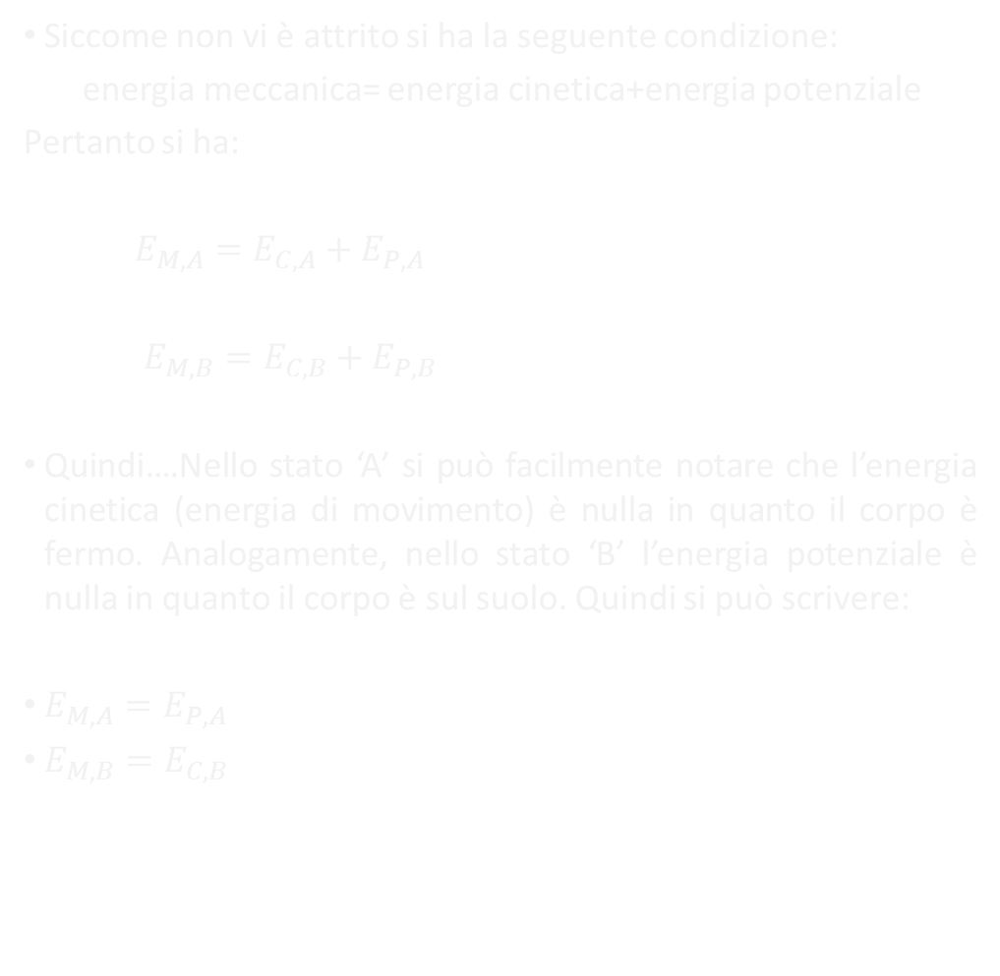 • Siccome non vi è attrito si ha la seguente condizione:
energia meccanica= energia cinetica+energia potenziale
Pertanto si ha:
E_{M,A} = E_{C,A} + E_{P,A}
E_{M,B} = E_{C,B} + E_{P,B}
• Quindi....Nello stato ‘A’ si può facilmente notare che l’energia
cinetica (energia di movimento) è nulla in quanto il corpo è
fermo. Analogamente, nello stato ‘B’ l’energia potenziale è
nulla in quanto il corpo è sul suolo. Quindi si può scrivere:
• E_{M,A} = E_{P,A}
• E_{M,B} = E_{C,B}